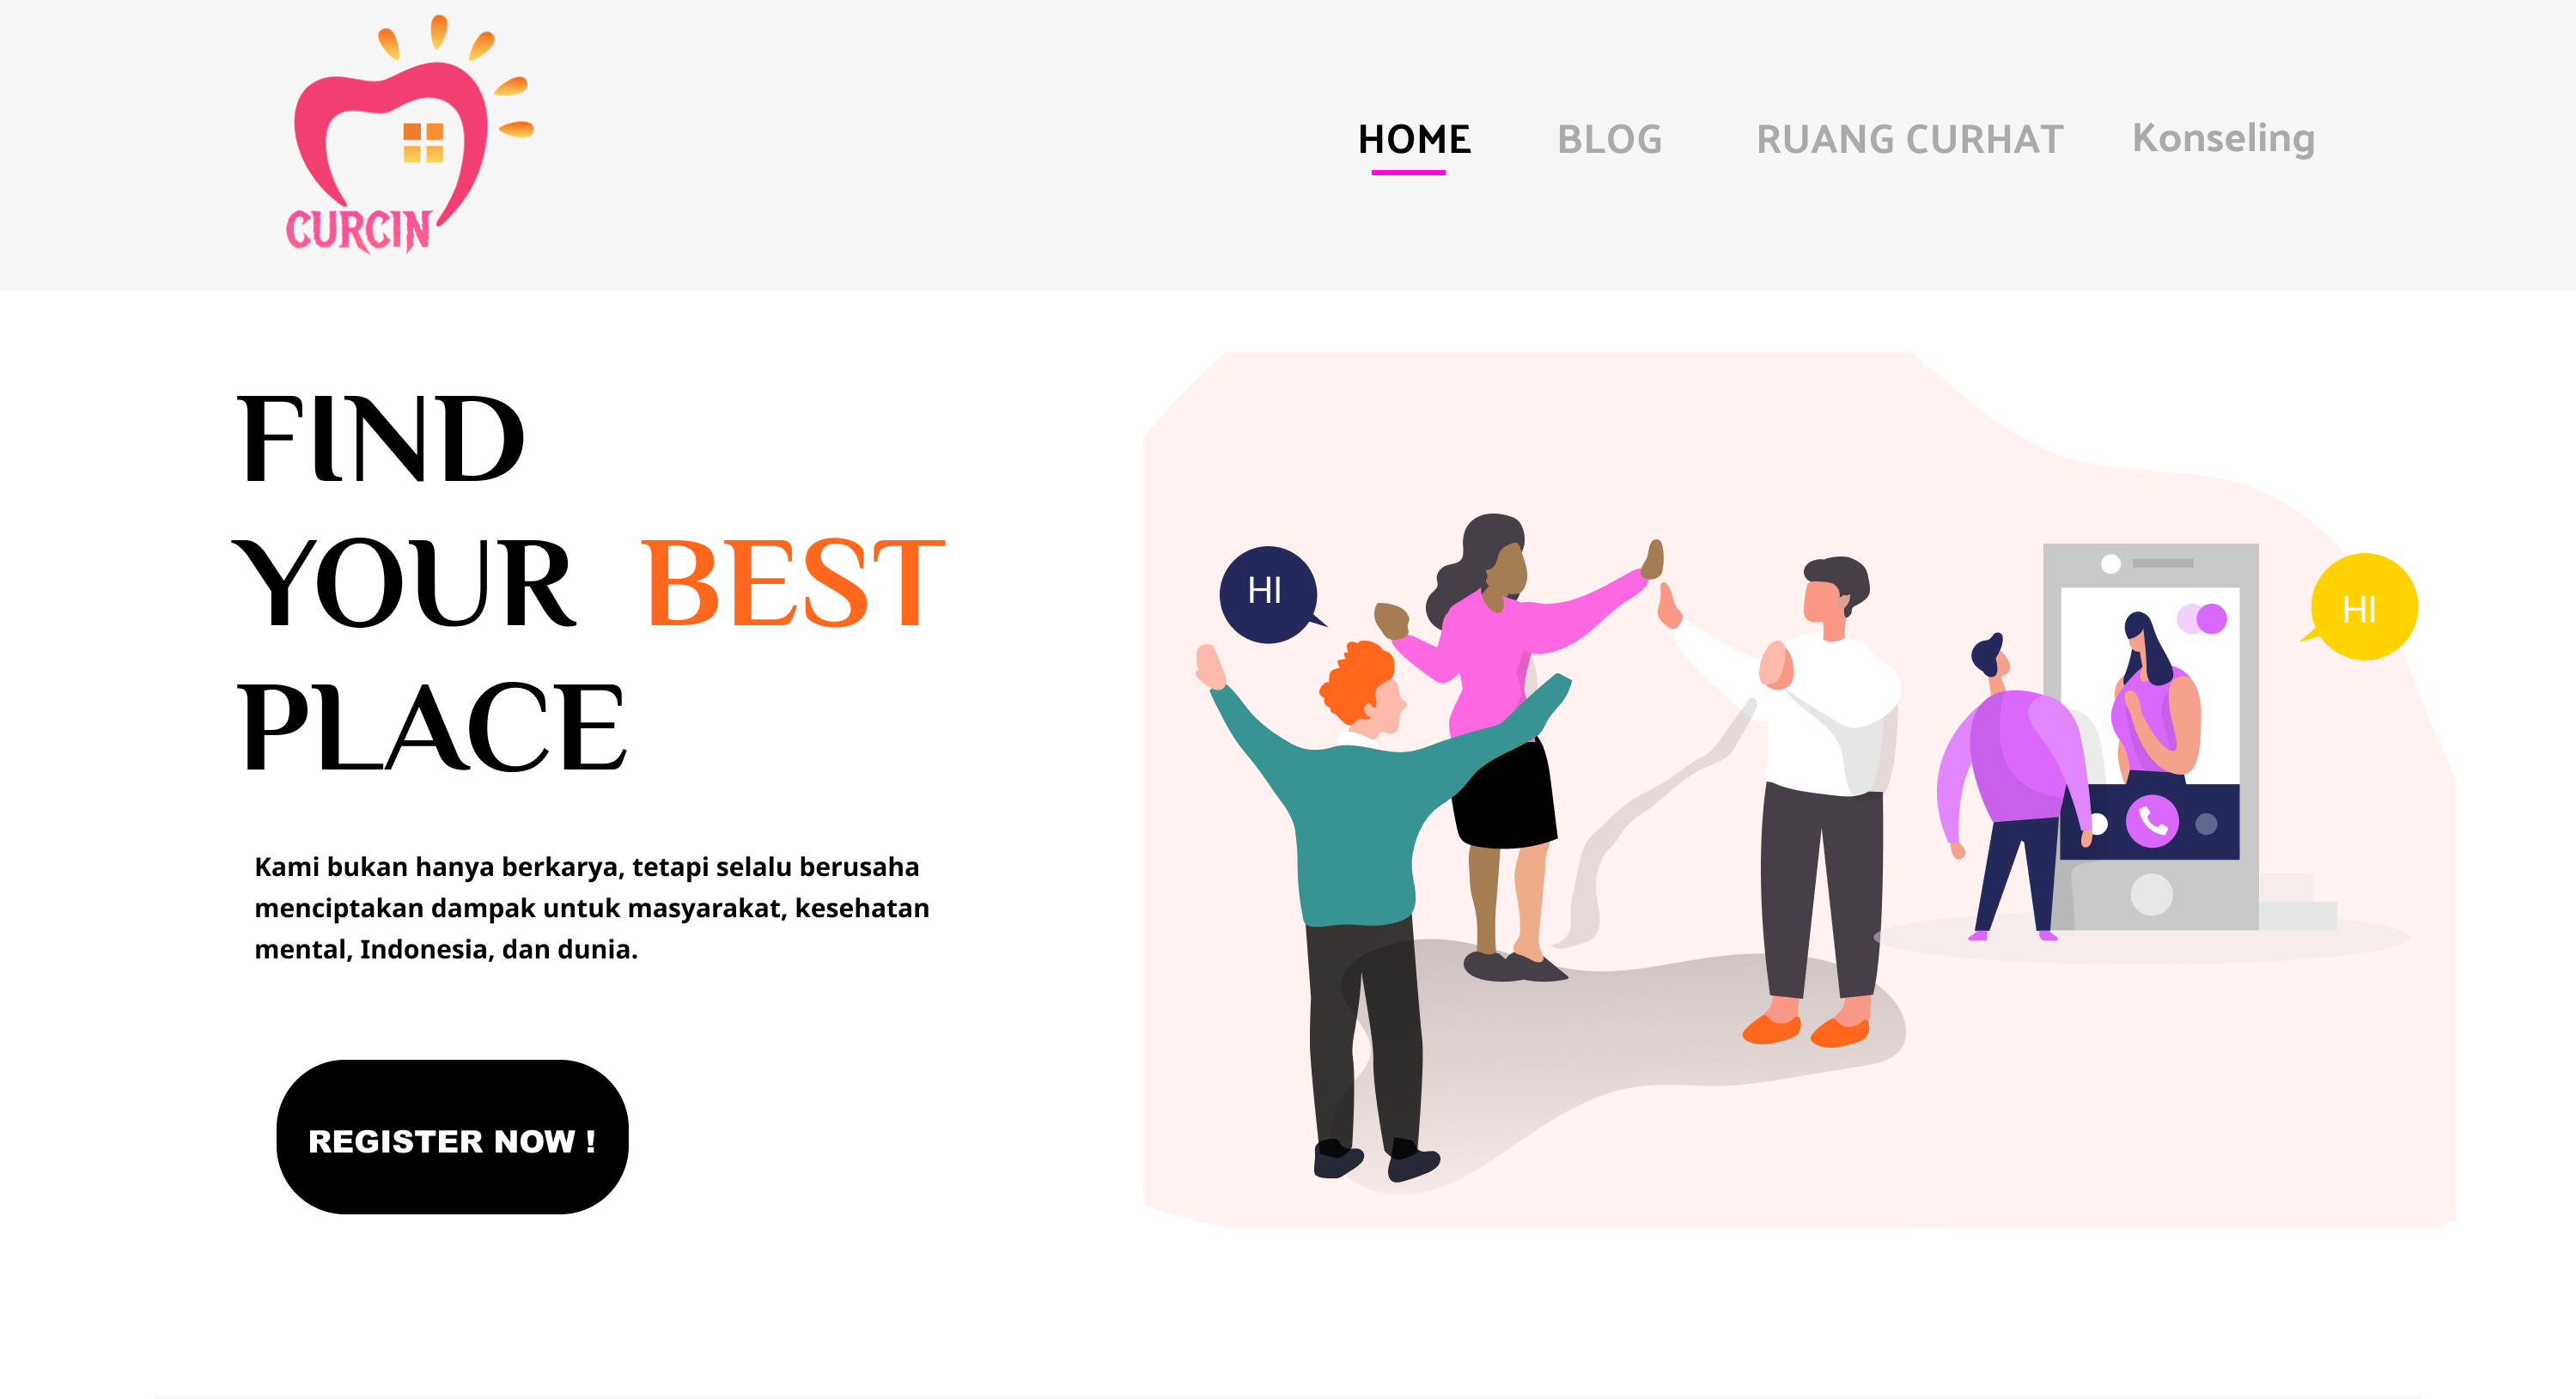 CURCIN
HOME BLOG RUANG CURHAT Konseling
FIND
YOUR BEST
PLACE
Kami bukan hanya berkarya, tetapi selalu berusaha
menciptakan dampak untuk masyarakat, kesehatan
mental, Indonesia, dan dunia.
REGISTER NOW !
HI
HI